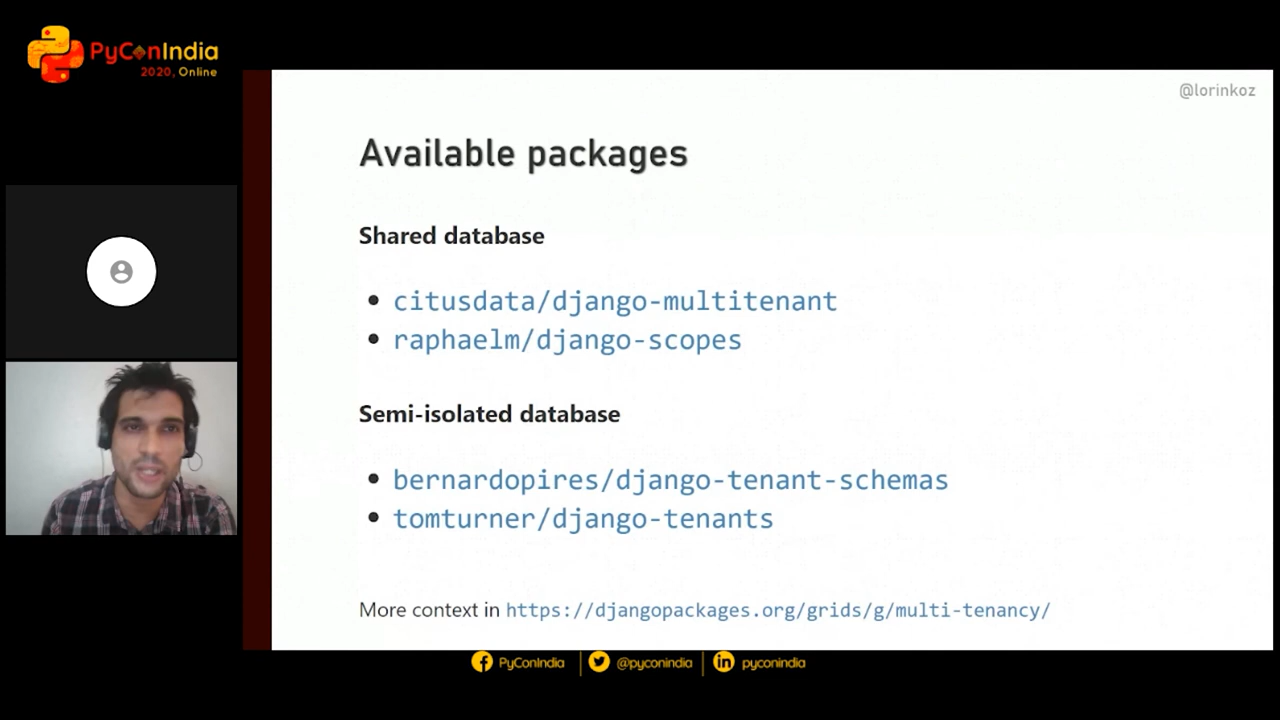 PyConIndia
2020, Online
@lorinkoz
Available packages
Shared database
citusdata/django-multitenant
raphaelm/django-scopes
Semi-isolated database
bernardopires/django-tenant-schemas
tomturner/django-tenants
More context in https://djangopackages.org/grids/g/multi-tenancy/
PyConIndia
@pyconindia
pyconindia